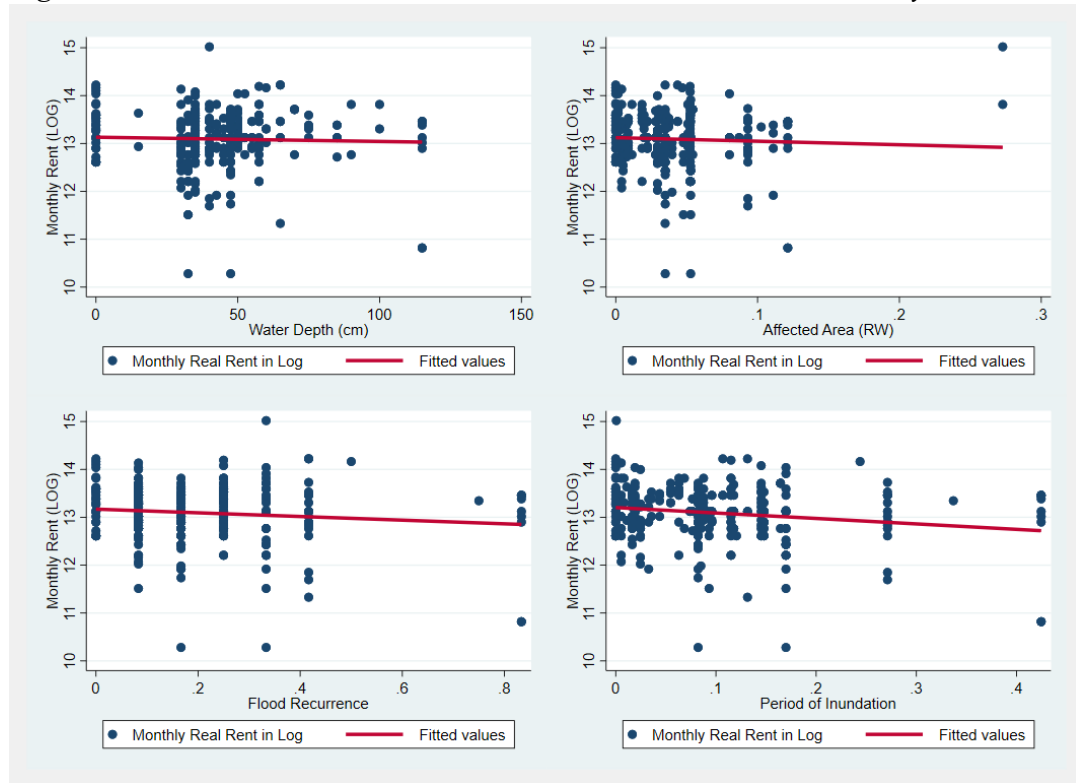 15
14
13
12
11
10
Monthly Rent (LOG)
0 50 100 150
Water Depth (cm)
Monthly Real Rent in Log Fitted values
15
14
13
12
11
10
Monthly Rent (LOG)
0 .1 .2 .3
Affected Area (RW)
Monthly Real Rent in Log Fitted values
15
14
13
12
11
10
Monthly Rent (LOG)
0 .2 .4 .6 .8
Flood Recurrence
Monthly Real Rent in Log Fitted values
15
14
13
12
11
10
Monthly Rent (LOG)
0 .1 .2 .3 .4
Period of Inundation
Monthly Real Rent in Log Fitted values